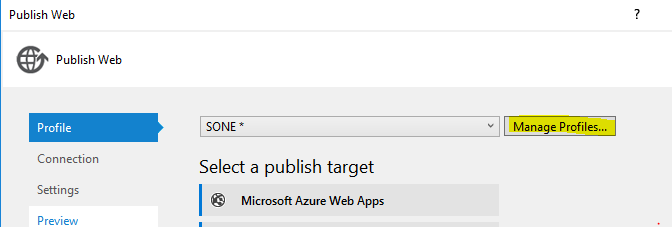 Publish Web
?
Publish Web
Profile
Connection
Settings
Preview
SONE *
Manage Profiles...
Select a publish target
Microsoft Azure Web Apps